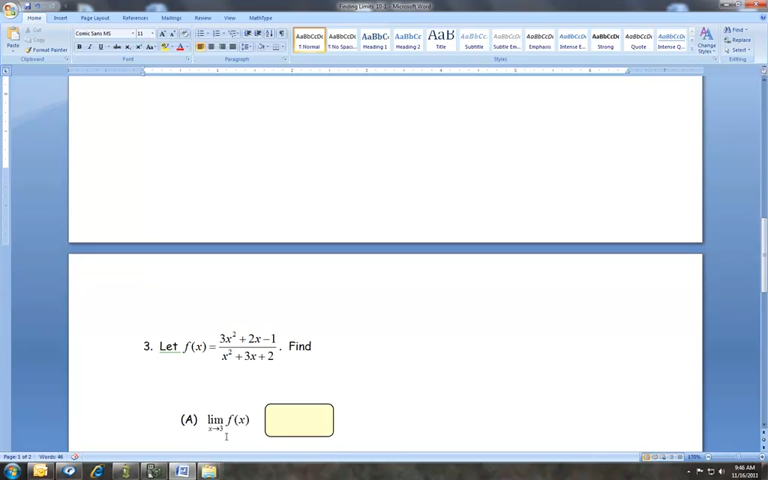 Finding Limits 10-1 - Microsoft Word
Home Insert Page Layout References Mailings Review View MathType
Cut
Copy
Format Painter
Paste
Clipboard
Comic Sans MS 11
Font
Paragraph
AaBbCcDc AaBbCcDc AaBbCc AaBbCc AaB AaBbCc AaBbCcDc AaBbCcDc AaBbCcDc AaBbCcDc AaBbCcDc AaBbCcDc
¶ Normal ¶ No Spaci... Heading 1 Heading 2 Title Subtitle Subtle Em... Emphasis Intense E... Strong Quote Intense Q...
Styles
Change Styles
Find
Replace
Select
Editing
3. Let f(x) = (3x² + 2x − 1)/(x² + 3x + 2). Find
(A) lim x→3 f(x)
Page: 1 of 2 Words: 46
170%
9:46 AM
11/16/2011